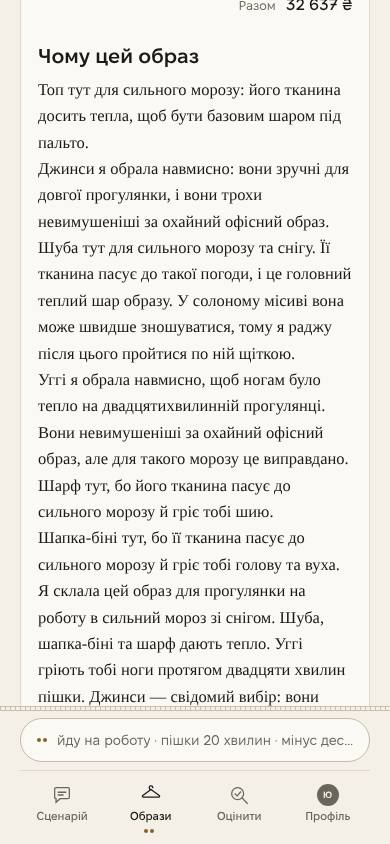 Разом 32 637 ₴
Чому цей образ
Топ тут для сильного морозу: його тканина
досить тепла, щоб бути базовим шаром під
пальто.
Джинси я обрала навмисно: вони зручні для
довгої прогулянки, і вони трохи
невимушеніші за охайний офісний образ.
Шуба тут для сильного морозу та снігу. Її
тканина пасує до такої погоди, і це головний
теплий шар образу. У солоному місиві вона
може швидше зношуватися, тому я раджу
після цього пройтися по ній щіткою.
Уггі я обрала навмисно, щоб ногам було
тепло на двадцятихвилинній прогулянці.
Вони невимушеніші за охайний офісний
образ, але для такого морозу це виправдано.
Шарф тут, бо його тканина пасує до
сильного морозу й гріє тобі шию.
Шапка-біні тут, бо її тканина пасує до
сильного морозу й гріє тобі голову та вуха.
Я склала цей образ для прогулянки на
роботу в сильний мороз зі снігом. Шуба,
шапка-біні та шарф дають тепло. Уггі
гріють тобі ноги протягом двадцяти хвилин
пішки. Джинси — свідомий вибір: вони
йду на роботу · пішки 20 хвилин · мінус дес...
Сценарій
Образи
Оцінити
Ю
Профіль